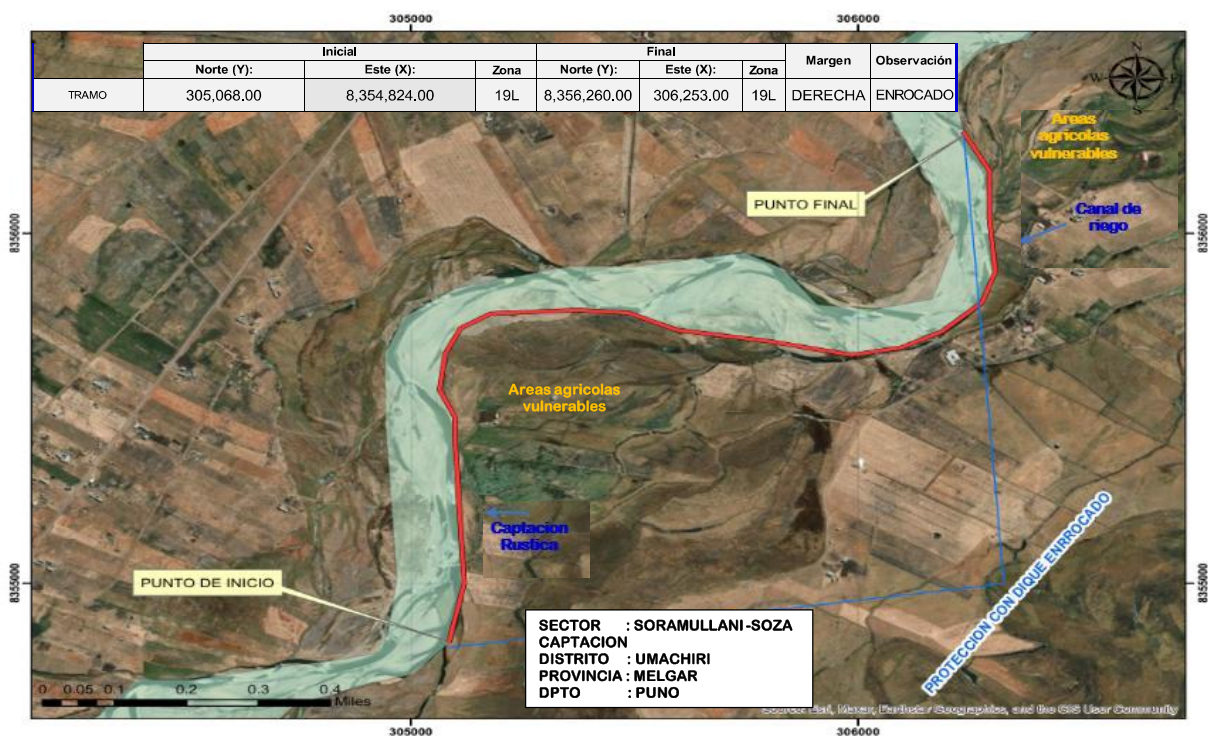 305000 306000
Inicial Final Margen Observación
Norte (Y): Este (X): Zona Norte (Y): Este (X): Zona
TRAMO 305,068.00 8,354,824.00 19L 8,356,260.00 306,253.00 19L DERECHA ENROCADO
N
W E
S
Areas
agricolas
vulnerables
PUNTO FINAL
Canal de
riego
8356000 8356000
Areas agricolas
vulnerables
Captacion
Rustica
PUNTO DE INICIO
8355000 8355000
PROTECCION CON DIQUE ENRROCADO
SECTOR : SORAMULLANI-SOZA
CAPTACION
DISTRITO : UMACHIRI
PROVINCIA : MELGAR
DPTO : PUNO
0 0.05 0.1 0.2 0.3 0.4
Miles
Source: Esri, Maxar, Earthstar Geographics, and the GIS User Community
305000 306000